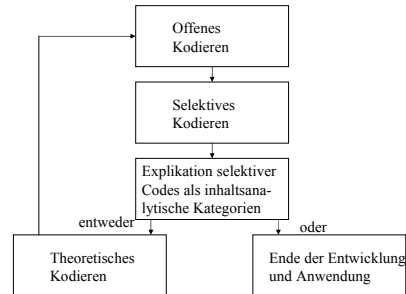 Offenes
Kodieren
Selektives
Kodieren
Explikation selektiver
Codes als inhaltsana-
lytische Kategorien
entweder
oder
Theoretisches
Kodieren
Ende der Entwicklung
und Anwendung